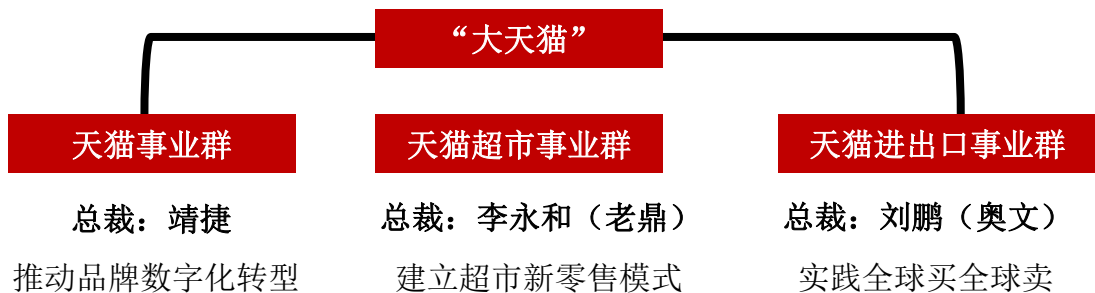 “大天猫”
天猫事业群
天猫超市事业群
天猫进出口事业群
总裁：靖捷
总裁：李永和（老鼎）
总裁：刘鹏（奥文）
推动品牌数字化转型
建立超市新零售模式
实践全球买全球卖